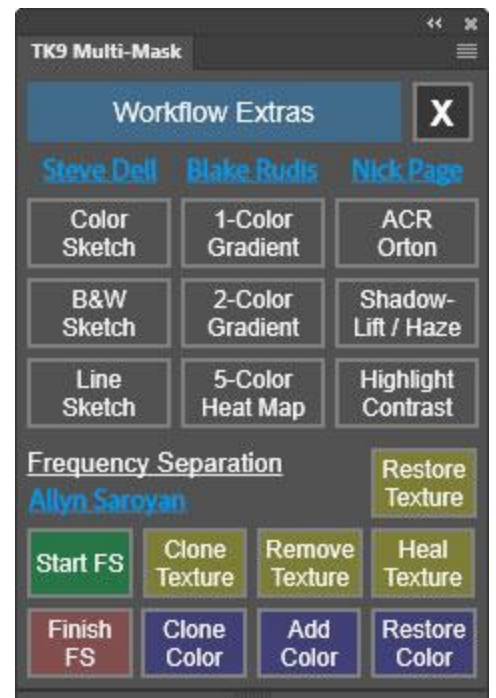 TK9 Multi-Mask
Workflow Extras
X
Steve Dell Blake Rudis Nick Page
Color
Sketch
1-Color
Gradient
ACR
Orton
B&W
Sketch
2-Color
Gradient
Shadow-
Lift / Haze
Line
Sketch
5-Color
Heat Map
Highlight
Contrast
Frequency Separation
Allyn Saroyan
Restore
Texture
Start FS
Clone
Texture
Remove
Texture
Heal
Texture
Finish
FS
Clone
Color
Add
Color
Restore
Color